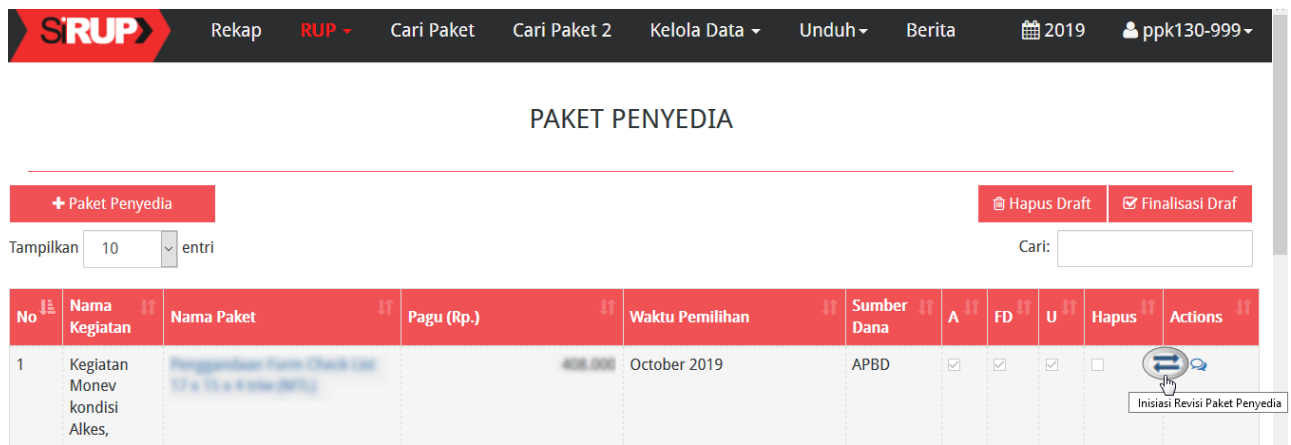 SiRUP Rekap RUP Cari Paket Cari Paket 2 Kelola Data Unduh Berita 2019 ppk130-999
PAKET PENYEDIA
+ Paket Penyedia Hapus Draft Finalisasi Draf
Tampilkan 10 entri Cari:
No Nama Kegiatan Nama Paket Pagu (Rp.) Waktu Pemilihan Sumber Dana A FD U Hapus Actions
1 Kegiatan October 2019 APBD
Monev
kondisi
Alkes,
Inisiasi Revisi Paket Penyedia